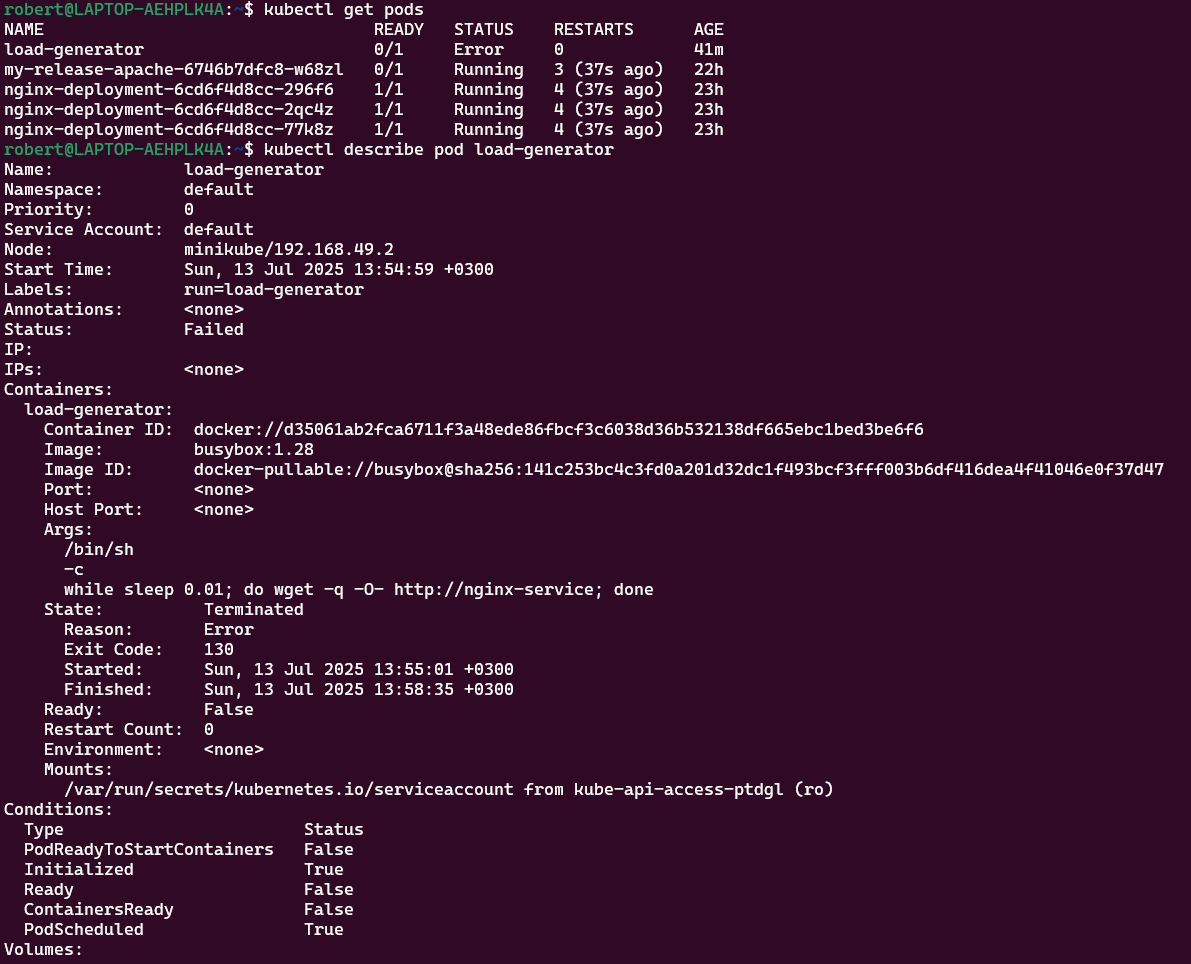 robert@LAPTOP-AEHPLK4A:~$ kubectl get pods
NAME                                 READY   STATUS    RESTARTS      AGE
load-generator                       0/1     Error     0             41m
my-release-apache-6746b7dfc8-w68zl   0/1     Running   3 (37s ago)   22h
nginx-deployment-6cd6f4d8cc-296f6    1/1     Running   4 (37s ago)   23h
nginx-deployment-6cd6f4d8cc-2qc4z    1/1     Running   4 (37s ago)   23h
nginx-deployment-6cd6f4d8cc-77k8z    1/1     Running   4 (37s ago)   23h
robert@LAPTOP-AEHPLK4A:~$ kubectl describe pod load-generator
Name:             load-generator
Namespace:        default
Priority:         0
Service Account:  default
Node:             minikube/192.168.49.2
Start Time:       Sun, 13 Jul 2025 13:54:59 +0300
Labels:           run=load-generator
Annotations:      <none>
Status:           Failed
IP:
IPs:              <none>
Containers:
  load-generator:
    Container ID:  docker://d35061ab2fca6711f3a48ede86fbcf3c6038d36b532138df665ebc1bed3be6f6
    Image:         busybox:1.28
    Image ID:      docker-pullable://busybox@sha256:141c253bc4c3fd0a201d32dc1f493bcf3fff003b6df416dea4f41046e0f37d47
    Port:          <none>
    Host Port:     <none>
    Args:
      /bin/sh
      -c
      while sleep 0.01; do wget -q -O- http://nginx-service; done
    State:          Terminated
      Reason:       Error
      Exit Code:    130
      Started:      Sun, 13 Jul 2025 13:55:01 +0300
      Finished:     Sun, 13 Jul 2025 13:58:35 +0300
    Ready:          False
    Restart Count:  0
    Environment:    <none>
    Mounts:
      /var/run/secrets/kubernetes.io/serviceaccount from kube-api-access-ptdgl (ro)
Conditions:
  Type                        Status
  PodReadyToStartContainers   False
  Initialized                 True
  Ready                       False
  ContainersReady             False
  PodScheduled                True
Volumes: